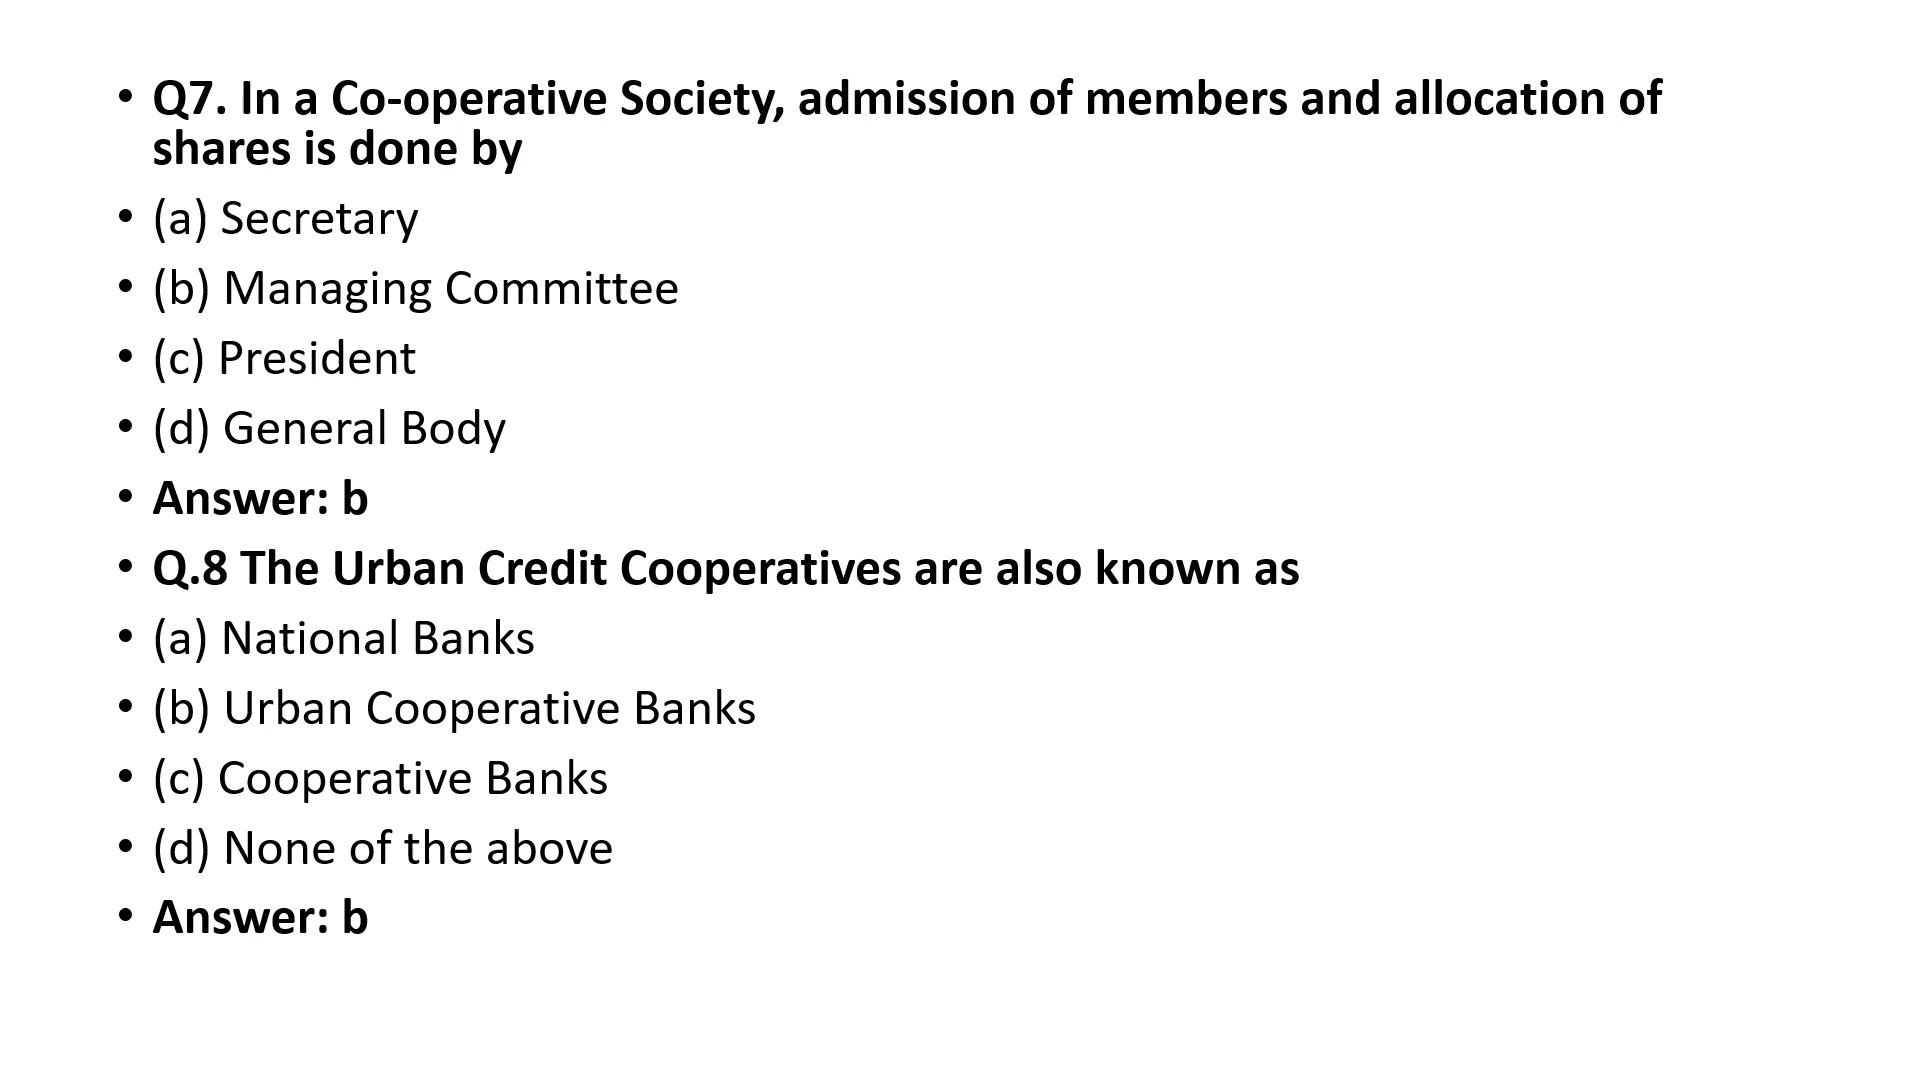 • Q7. In a Co-operative Society, admission of members and allocation of
shares is done by
• (a) Secretary
• (b) Managing Committee
• (c) President
• (d) General Body
• Answer: b
• Q.8 The Urban Credit Cooperatives are also known as
• (a) National Banks
• (b) Urban Cooperative Banks
• (c) Cooperative Banks
• (d) None of the above
• Answer: b